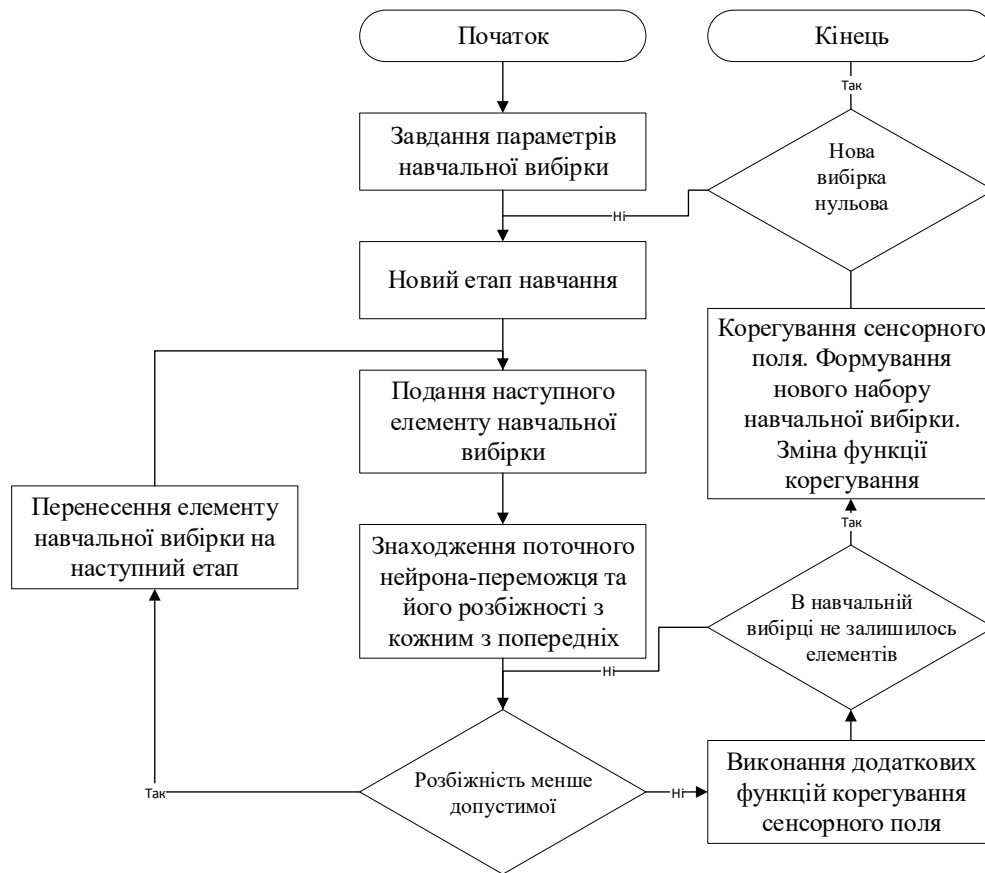 Початок
Кінець
Так
Завдання параметрів
навчальної вибірки
Нова
вибірка
нульова
Ні
Новий етап навчання
Корегування сенсорного
поля. Формування
нового набору
навчальної вибірки.
Зміна функції
корегування
Подання наступного
елементу навчальної
вибірки
Перенесення елементу
навчальної вибірки на
наступний етап
Так
Знаходження поточного
нейрона-переможця та
його розбіжності з
кожним з попередніх
В навчальній
вибірці не залишилось
елементів
Ні
Розбіжність менше
допустимої
Так
Ні
Виконання додаткових
функцій корегування
сенсорного поля